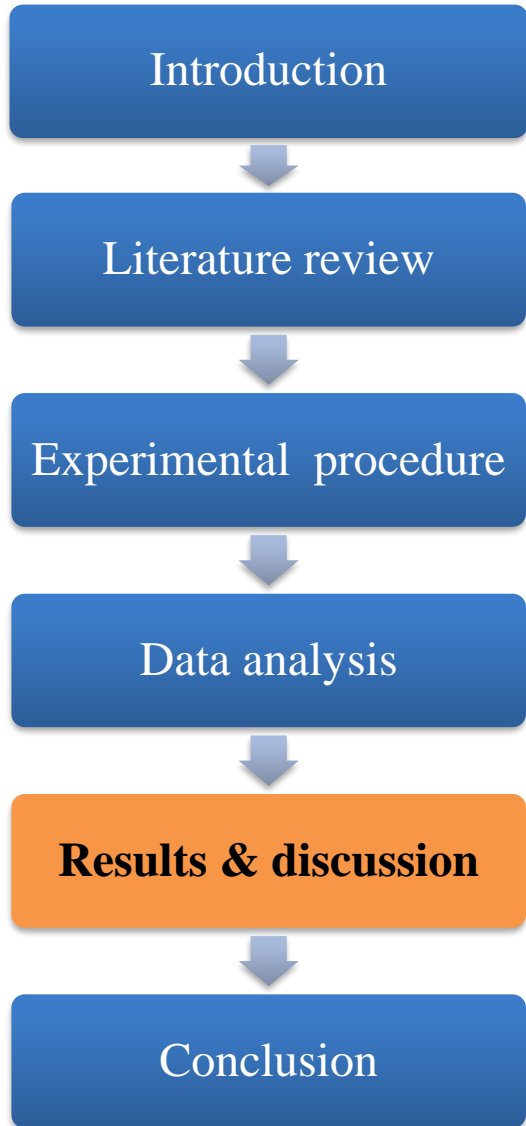 Introduction
Literature review
Experimental procedure
Data analysis
Results & discussion
Conclusion